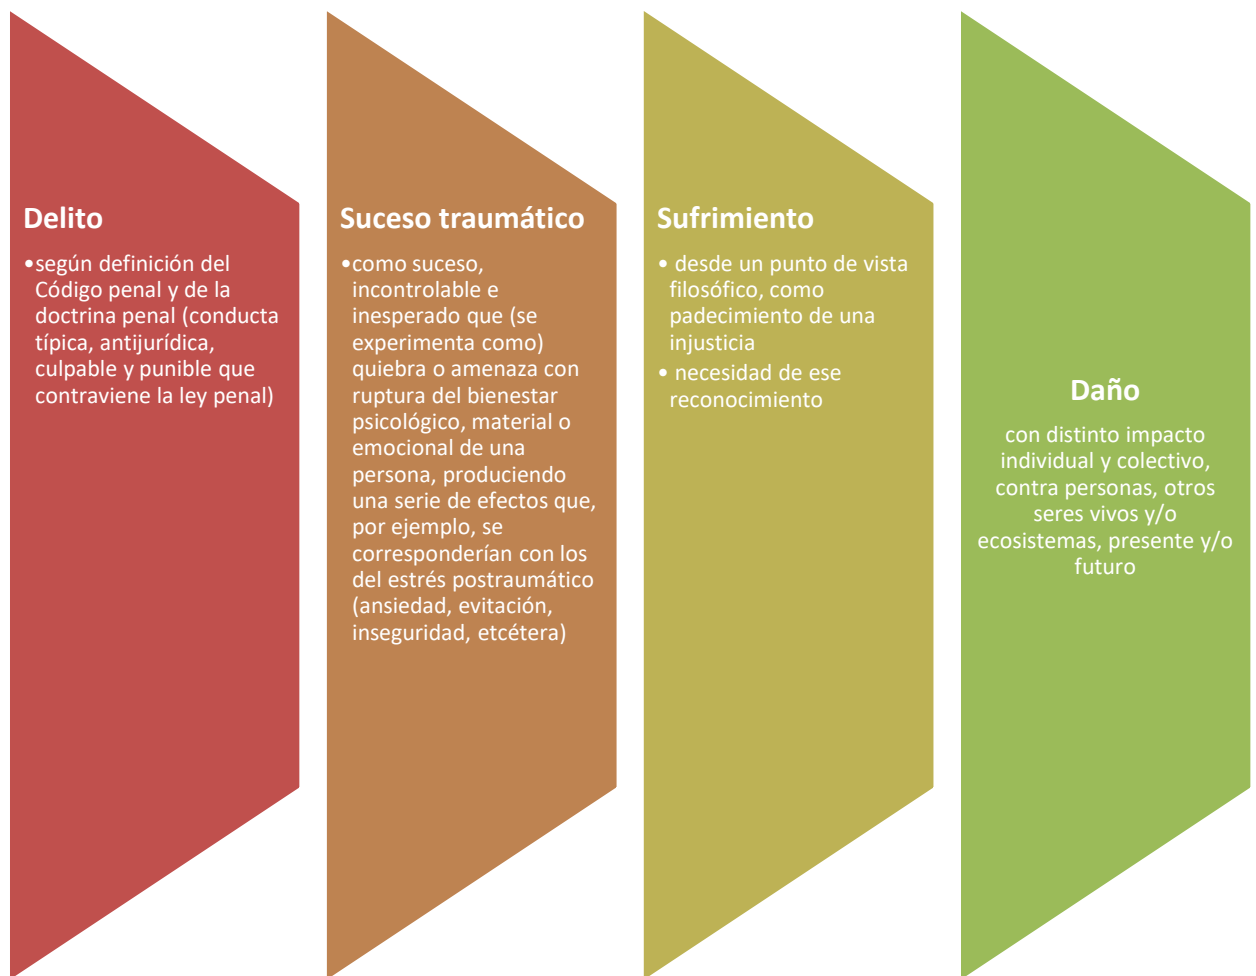 Delito
•según definición del
Código penal y de la
doctrina penal (conducta
típica, antijurídica,
culpable y punible que
contraviene la ley penal)
Suceso traumático
•como suceso,
incontrolable e
inesperado que (se
experimenta como)
quiebra o amenaza con
ruptura del bienestar
psicológico, material o
emocional de una
persona, produciendo
una serie de efectos que,
por ejemplo, se
corresponderían con los
del estrés postraumático
(ansiedad, evitación,
inseguridad, etcétera)
Sufrimiento
• desde un punto de vista
filosófico, como
padecimiento de una
injusticia
• necesidad de ese
reconocimiento
Daño
con distinto impacto
individual y colectivo,
contra personas, otros
seres vivos y/o
ecosistemas, presente y/o
futuro